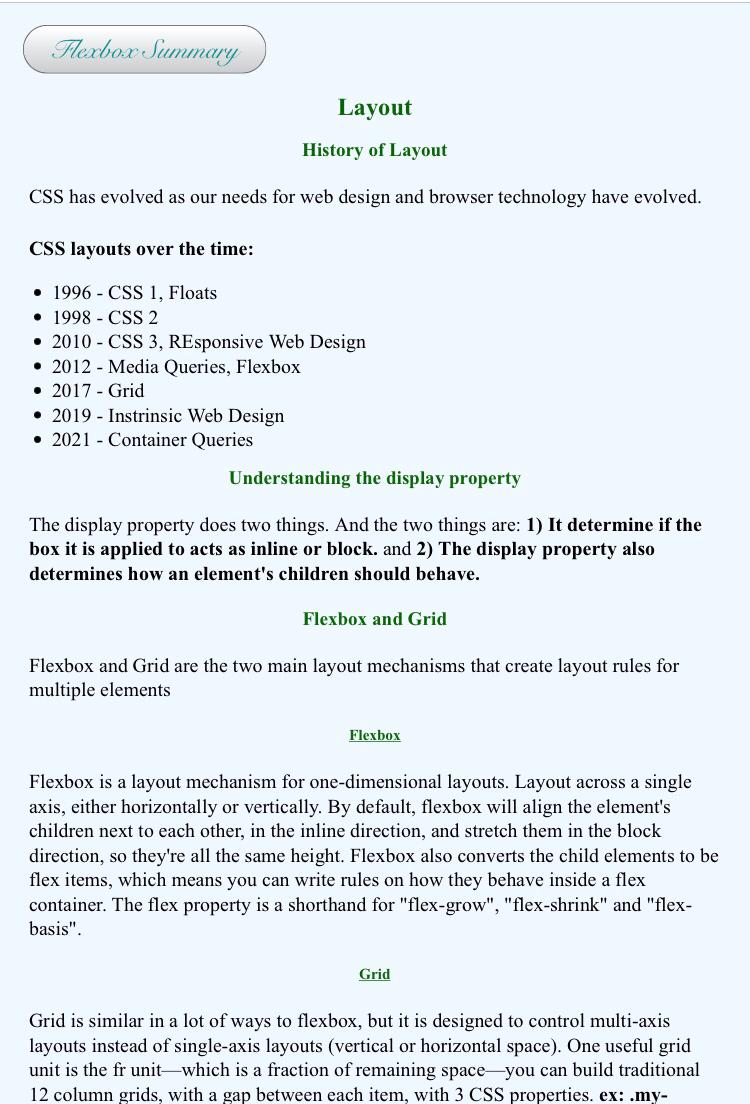 Flexbox Summary
Layout
History of Layout
CSS has evolved as our needs for web design and browser technology have evolved.
CSS layouts over the time:
• 1996 - CSS 1, Floats
• 1998 - CSS 2
• 2010 - CSS 3, REsponsive Web Design
• 2012 - Media Queries, Flexbox
• 2017 - Grid
• 2019 - Instrinsic Web Design
• 2021 - Container Queries
Understanding the display property
The display property does two things. And the two things are: 1) It determine if the
box it is applied to acts as inline or block. and 2) The display property also
determines how an element's children should behave.
Flexbox and Grid
Flexbox and Grid are the two main layout mechanisms that create layout rules for
multiple elements
Flexbox
Flexbox is a layout mechanism for one-dimensional layouts. Layout across a single
axis, either horizontally or vertically. By default, flexbox will align the element's
children next to each other, in the inline direction, and stretch them in the block
direction, so they're all the same height. Flexbox also converts the child elements to be
flex items, which means you can write rules on how they behave inside a flex
container. The flex property is a shorthand for "flex-grow", "flex-shrink" and "flex-
basis".
Grid
Grid is similar in a lot of ways to flexbox, but it is designed to control multi-axis
layouts instead of single-axis layouts (vertical or horizontal space). One useful grid
unit is the fr unit—which is a fraction of remaining space—you can build traditional
12 column grids, with a gap between each item, with 3 CSS properties. ex: .my-